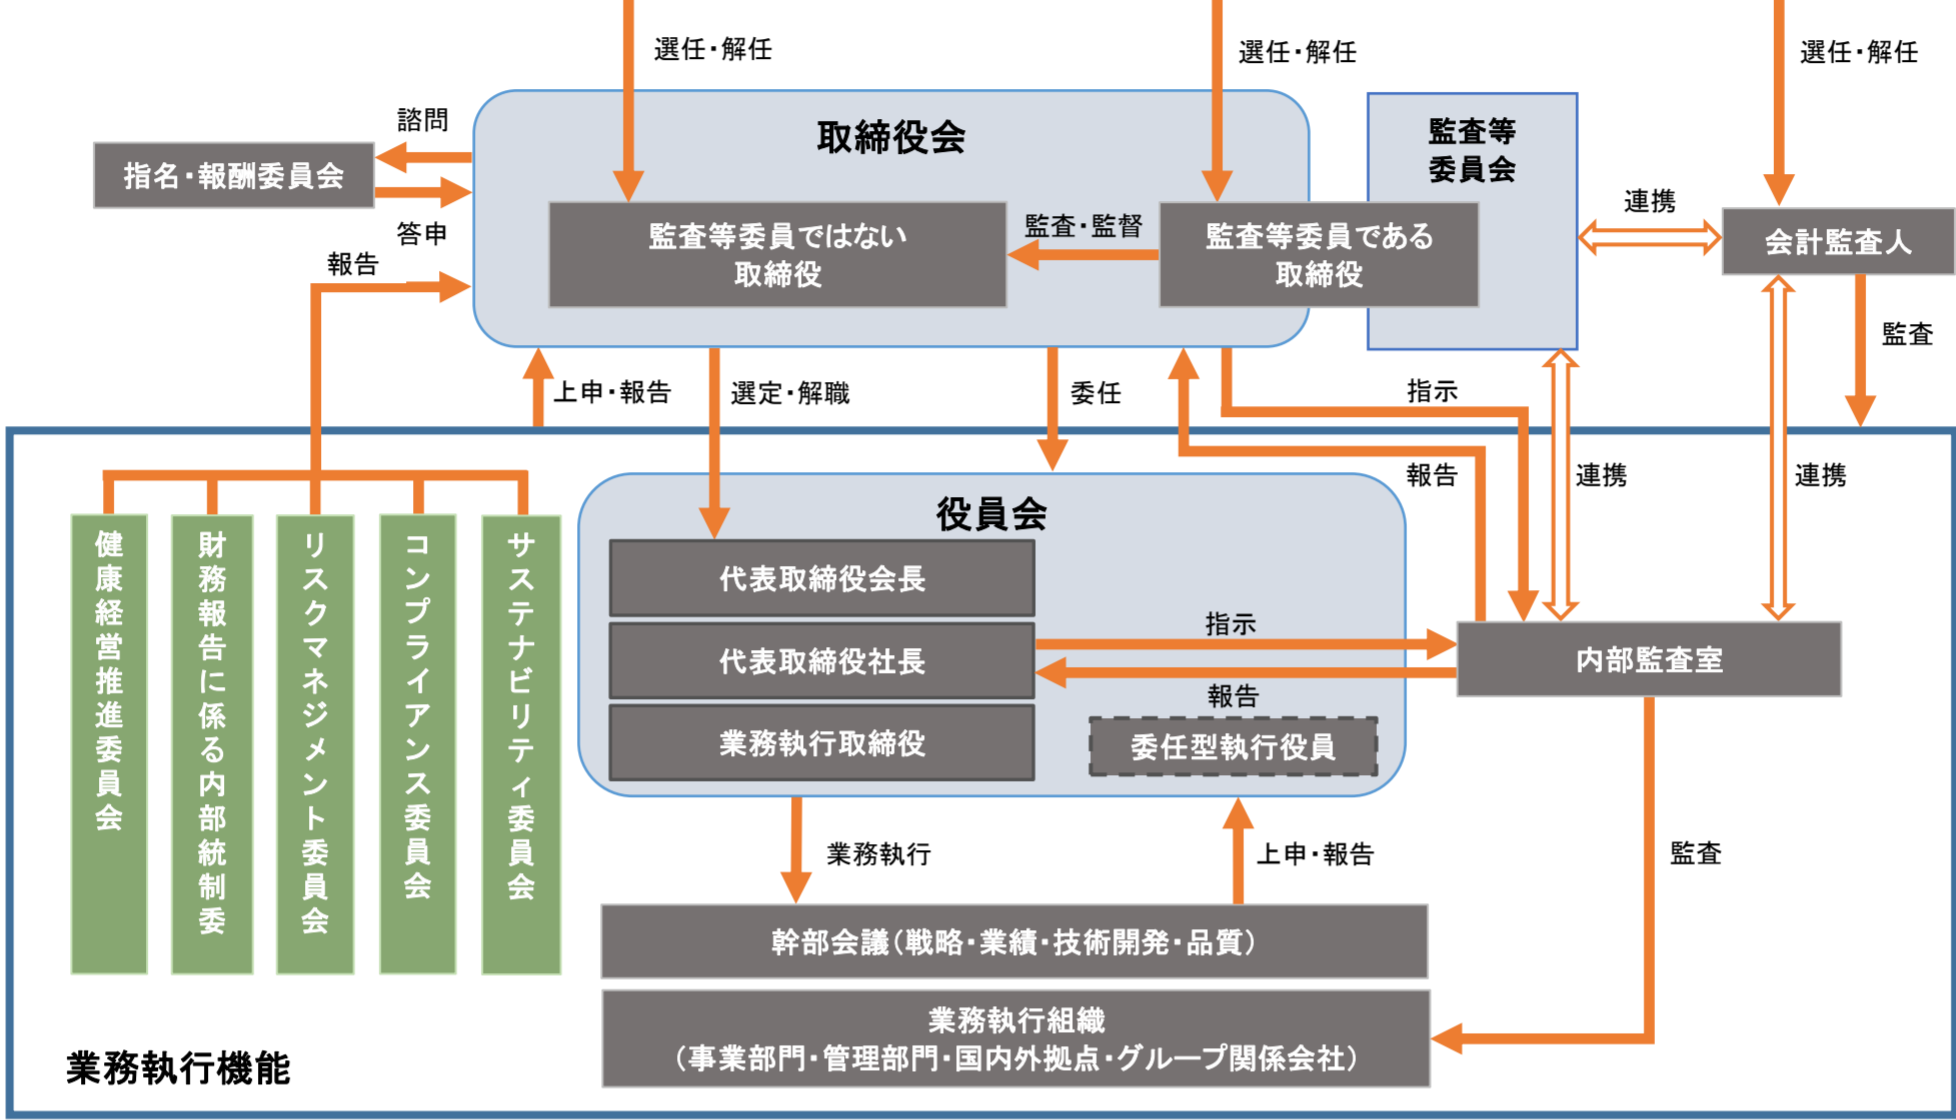 選任・解任
選任・解任
選任・解任
諮問
取締役会
監査等
委員会
指名・報酬委員会
連携
答申
監査等委員ではない
取締役
監査・監督
監査等委員である
取締役
会計監査人
報告
監査
上申・報告
選定・解職
委任
指示
報告
連携
連携
役員会
健康経営推進委員会
財務報告に係る内部統制委
リスクマネジメント委員会
コンプライアンス委員会
サステナビリティ委員会
代表取締役会長
指示
代表取締役社長
内部監査室
報告
業務執行取締役
委任型執行役員
業務執行
上申・報告
監査
幹部会議(戦略・業績・技術開発・品質)
業務執行組織
(事業部門・管理部門・国内外拠点・グループ関係会社)
業務執行機能